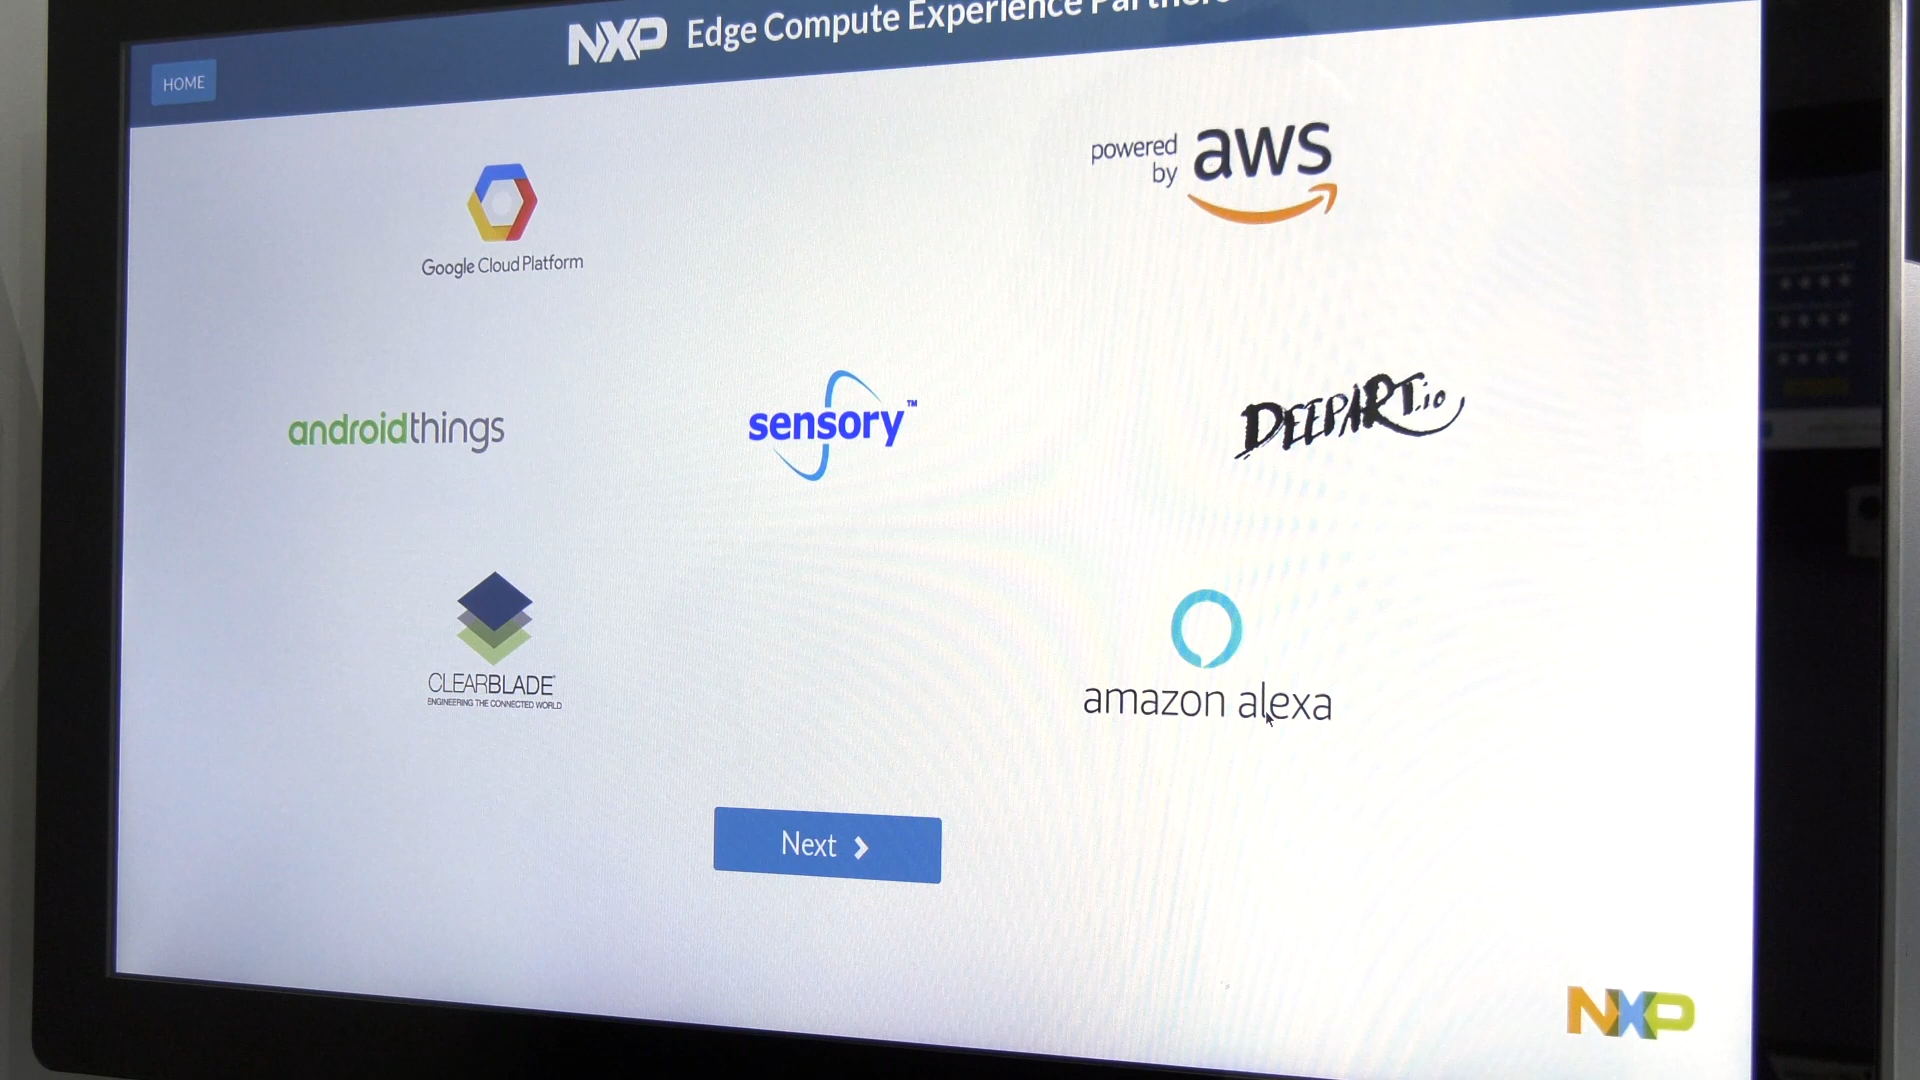 NXP Edge Compute Experience
HOME
Google Cloud Platform
powered
by
aws
androidthings
sensory™
DEEPART.io
CLEARBLADE
ENGINEERING THE CONNECTED WORLD
amazon alexa
Next
NXP